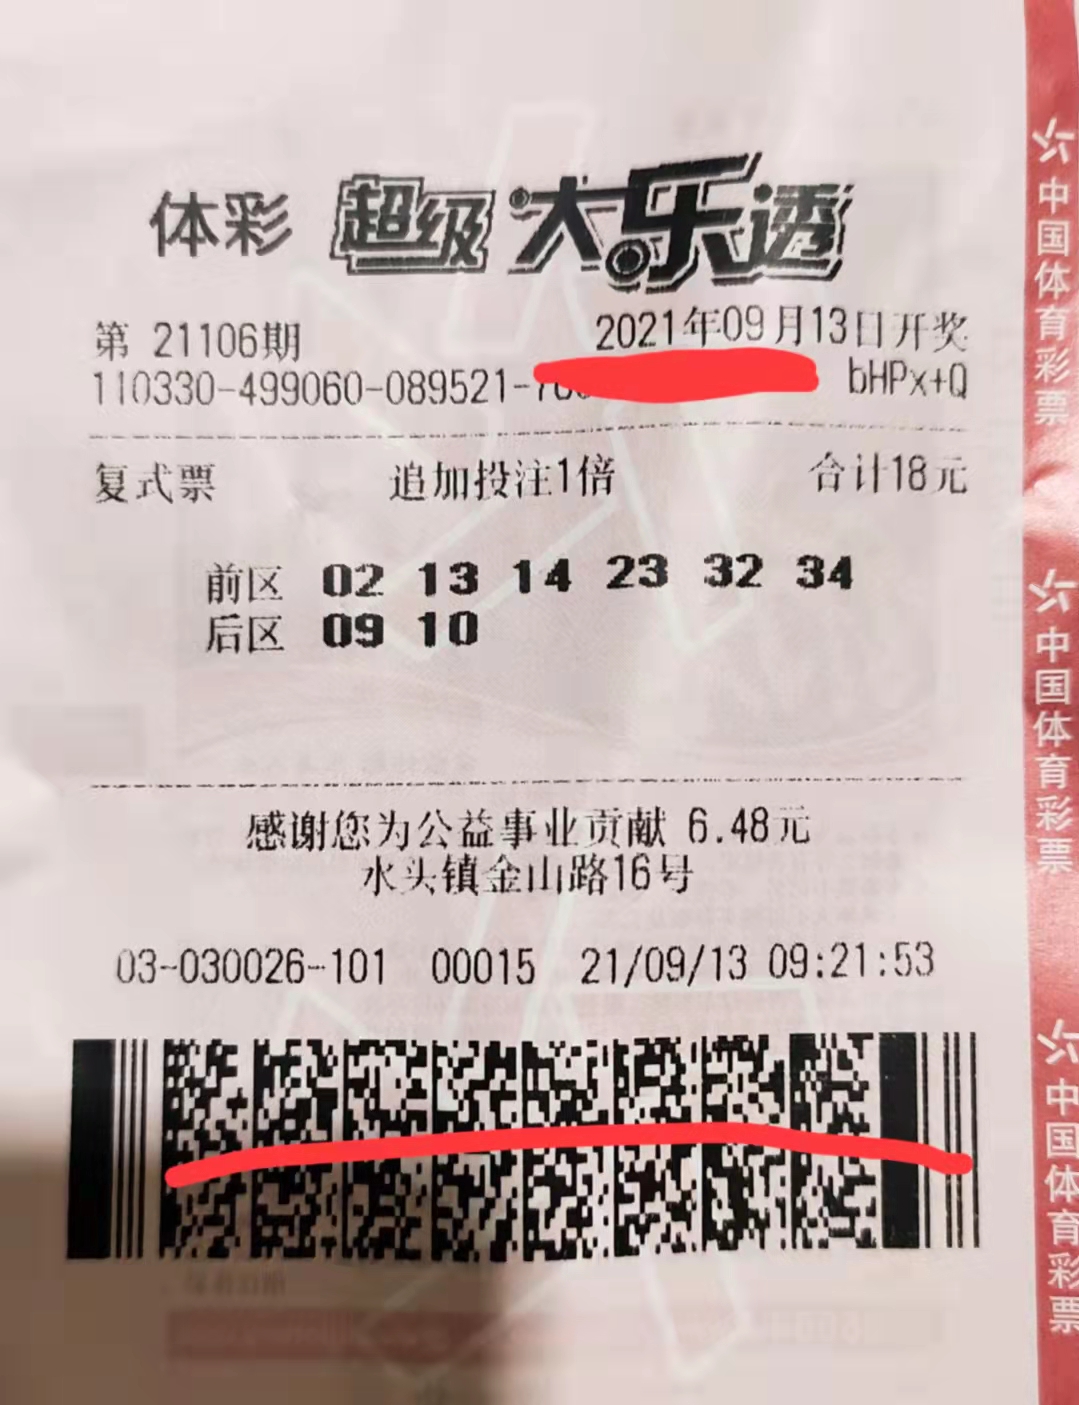 体彩 超级大乐透
第 21106期 2021年09月13日开奖
110330-499060-089521- bHPx+Q
复式票 追加投注1倍 合计18元
前区 02 13 14 23 32 34
后区 09 10
感谢您为公益事业贡献 6.48元
水头镇金山路16号
03-030026-101 00015 21/09/13 09:21:53
中国体育彩票
中国体育彩票
中国体育彩票